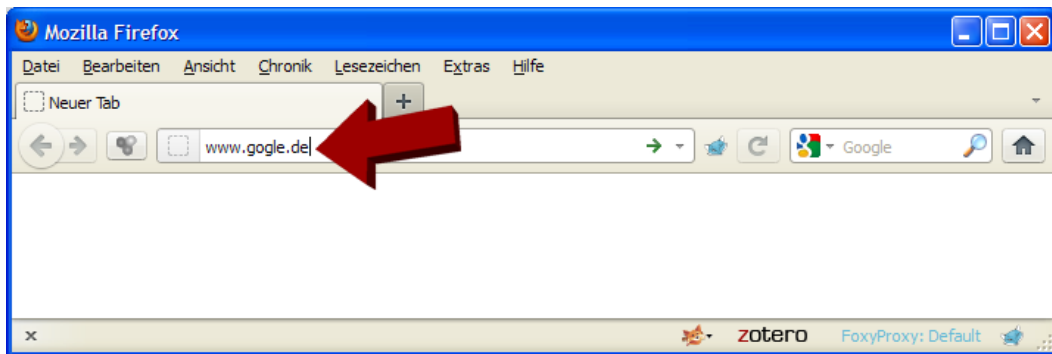 Mozilla Firefox
Datei Bearbeiten Ansicht Chronik Lesezeichen Extras Hilfe
Neuer Tab
www.gogle.de Google
zotero FoxyProxy: Default